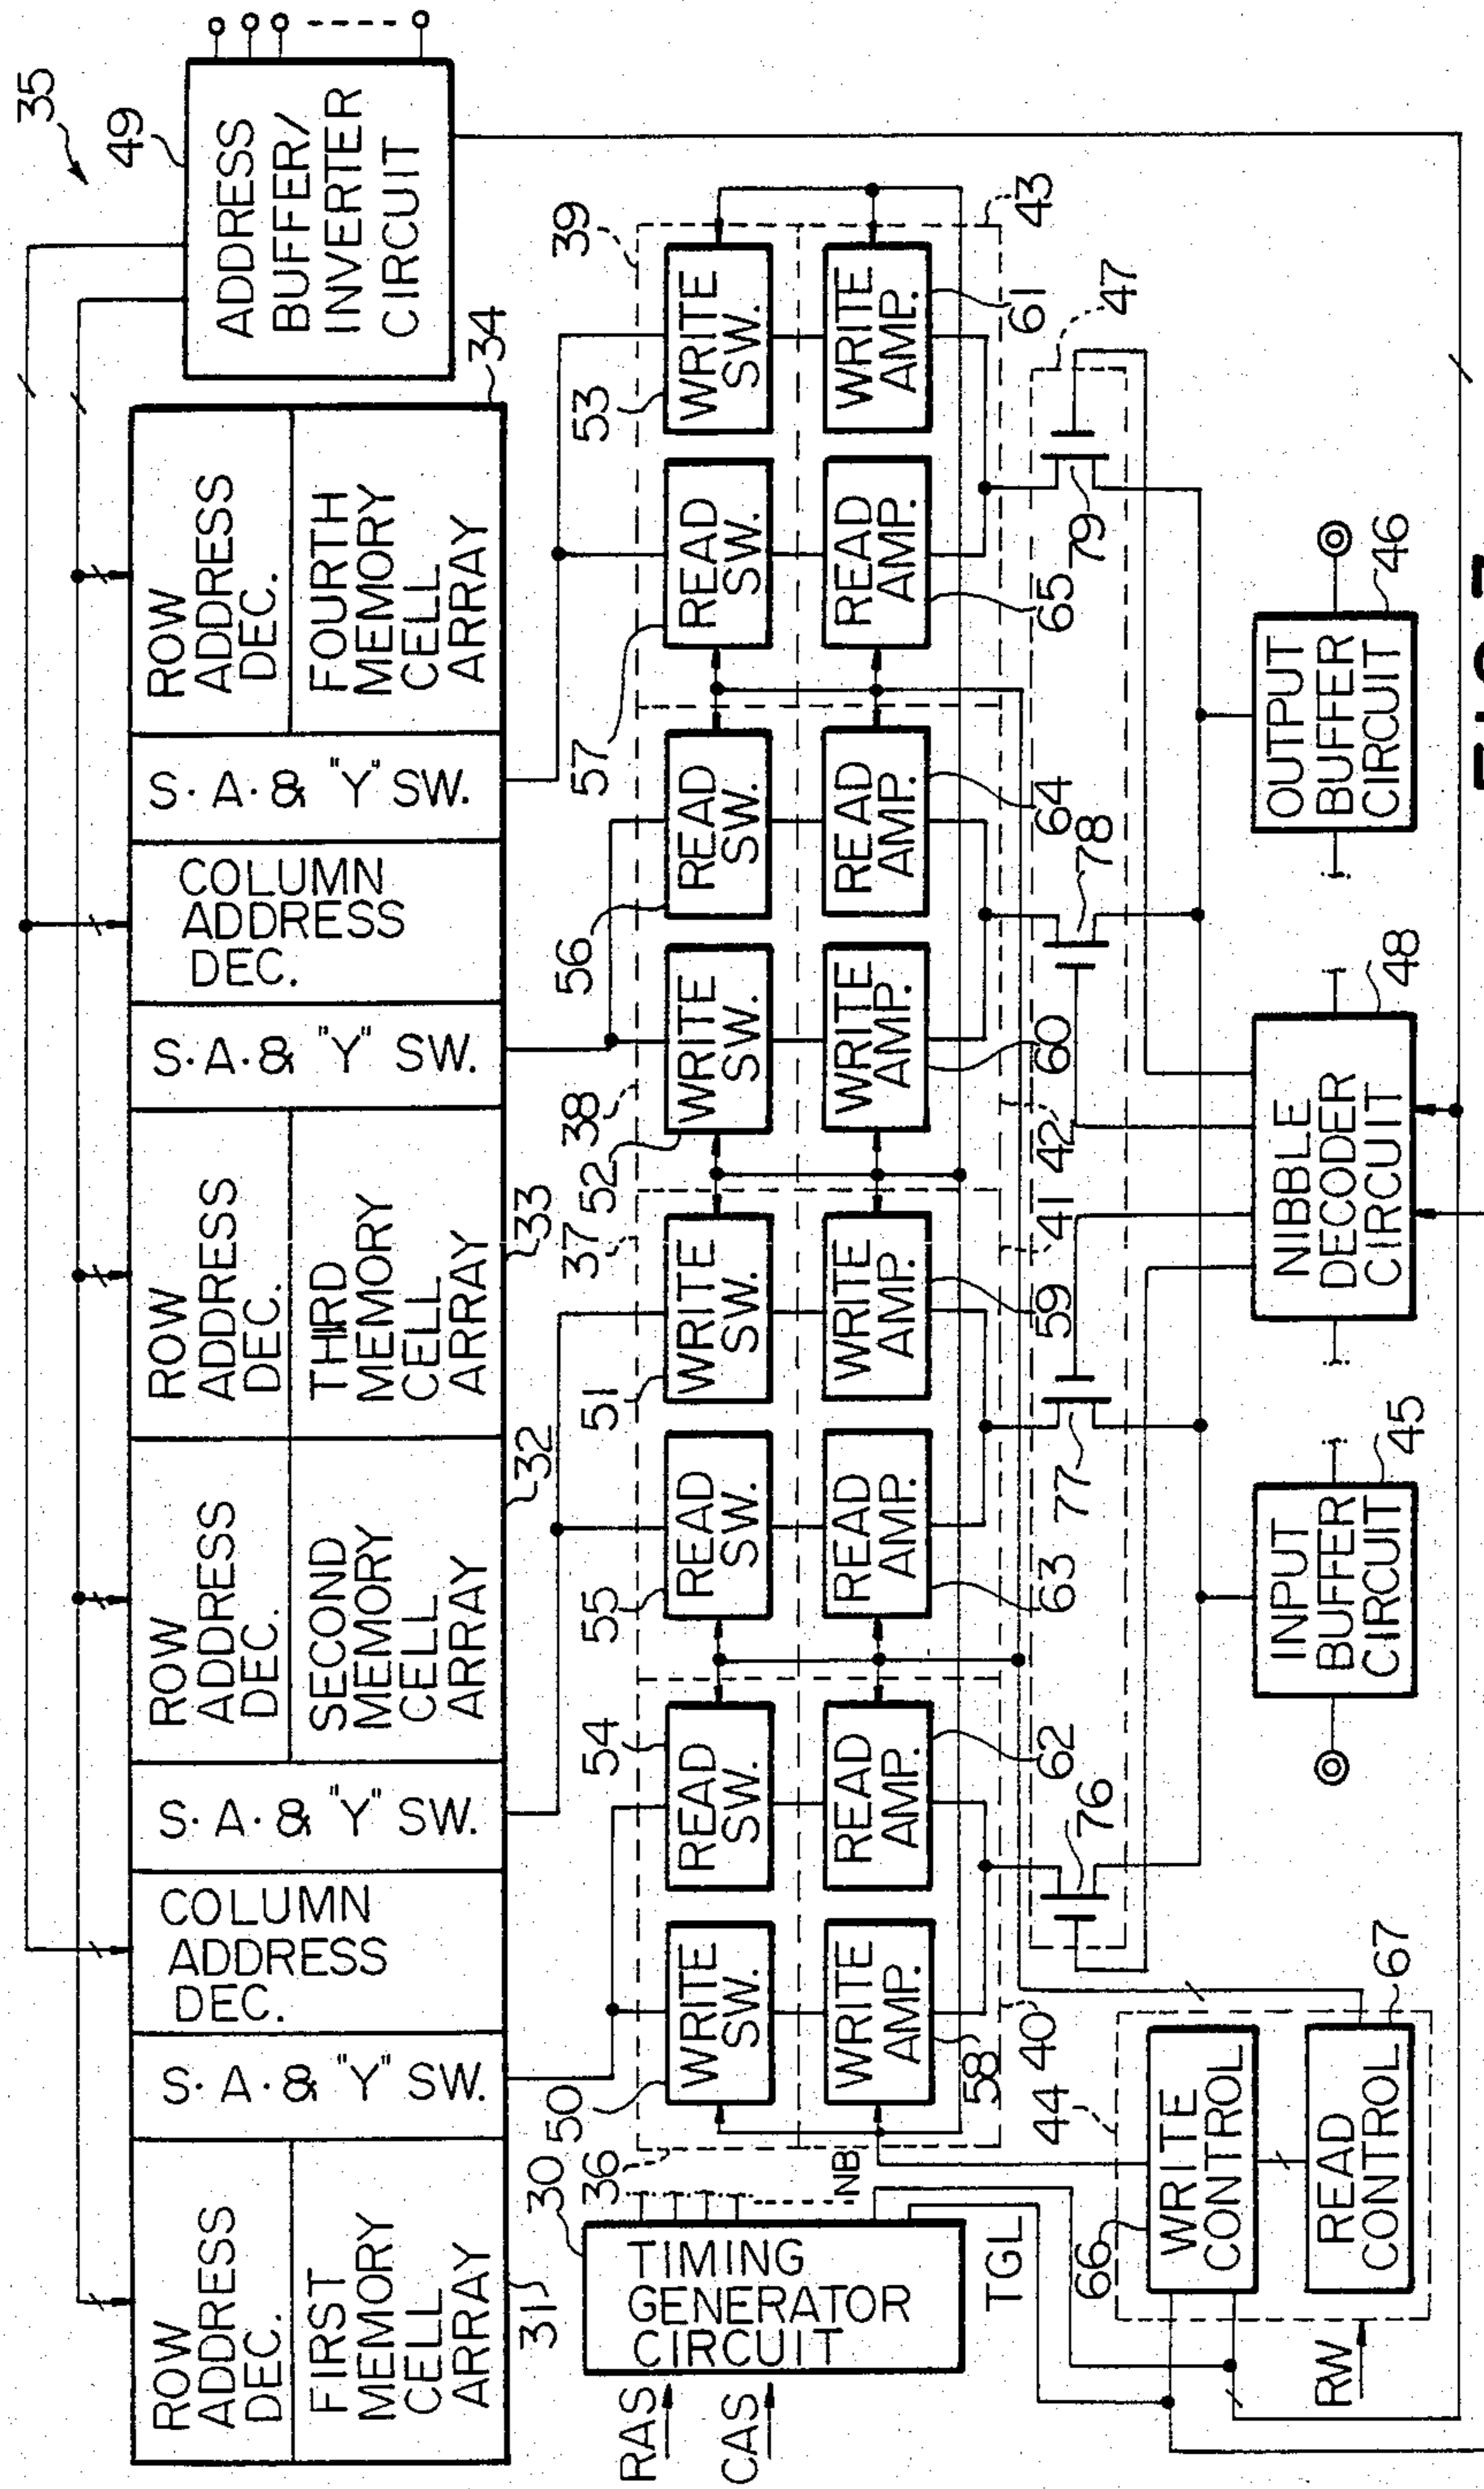 35
49
ADDRESS
BUFFER/
INVERTER
CIRCUIT
ROW
ADDRESS
DEC.
FIRST
MEMORY
CELL
ARRAY
31
S.A.& "Y" SW.
COLUMN
ADDRESS
DEC.
S.A.& "Y" SW.
ROW
ADDRESS
DEC.
SECOND
MEMORY
CELL
ARRAY
32
ROW
ADDRESS
DEC.
THIRD
MEMORY
CELL
ARRAY
33
S.A.& "Y" SW.
COLUMN
ADDRESS
DEC.
S.A.& "Y" SW.
ROW
ADDRESS
DEC.
FOURTH
MEMORY
CELL
ARRAY
34
RAS
CAS
30
TIMING
GENERATOR
CIRCUIT
NB
TGL
36
50
WRITE
SW.
54
READ
SW.
55
READ
SW.
51
WRITE
SW.
37
52
WRITE
SW.
38
56
READ
SW.
57
READ
SW.
53
WRITE
SW.
39
WRITE
AMP.
58
40
READ
AMP.
62
READ
AMP.
63
WRITE
AMP.
59
41
WRITE
AMP.
60
42
READ
AMP.
64
READ
AMP.
65
WRITE
AMP.
61
43
76
77
78
79
47
44
66
WRITE
CONTROL
READ
CONTROL
67
RW
INPUT
BUFFER
CIRCUIT
45
NIBBLE
DECODER
CIRCUIT
48
OUTPUT
BUFFER
CIRCUIT
46